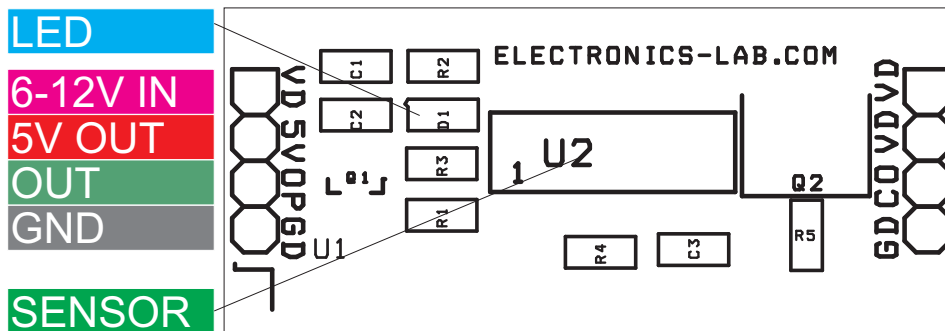 LED
6-12V IN
5V OUT
OUT
GND
SENSOR
ELECTRONICS-LAB.COM
C1
R2
C2
D1
R3
Q1
R1
U1
1
U2
R4
C3
Q2
R5
VD
5V
OP
GD
VD
VD
CO
GD